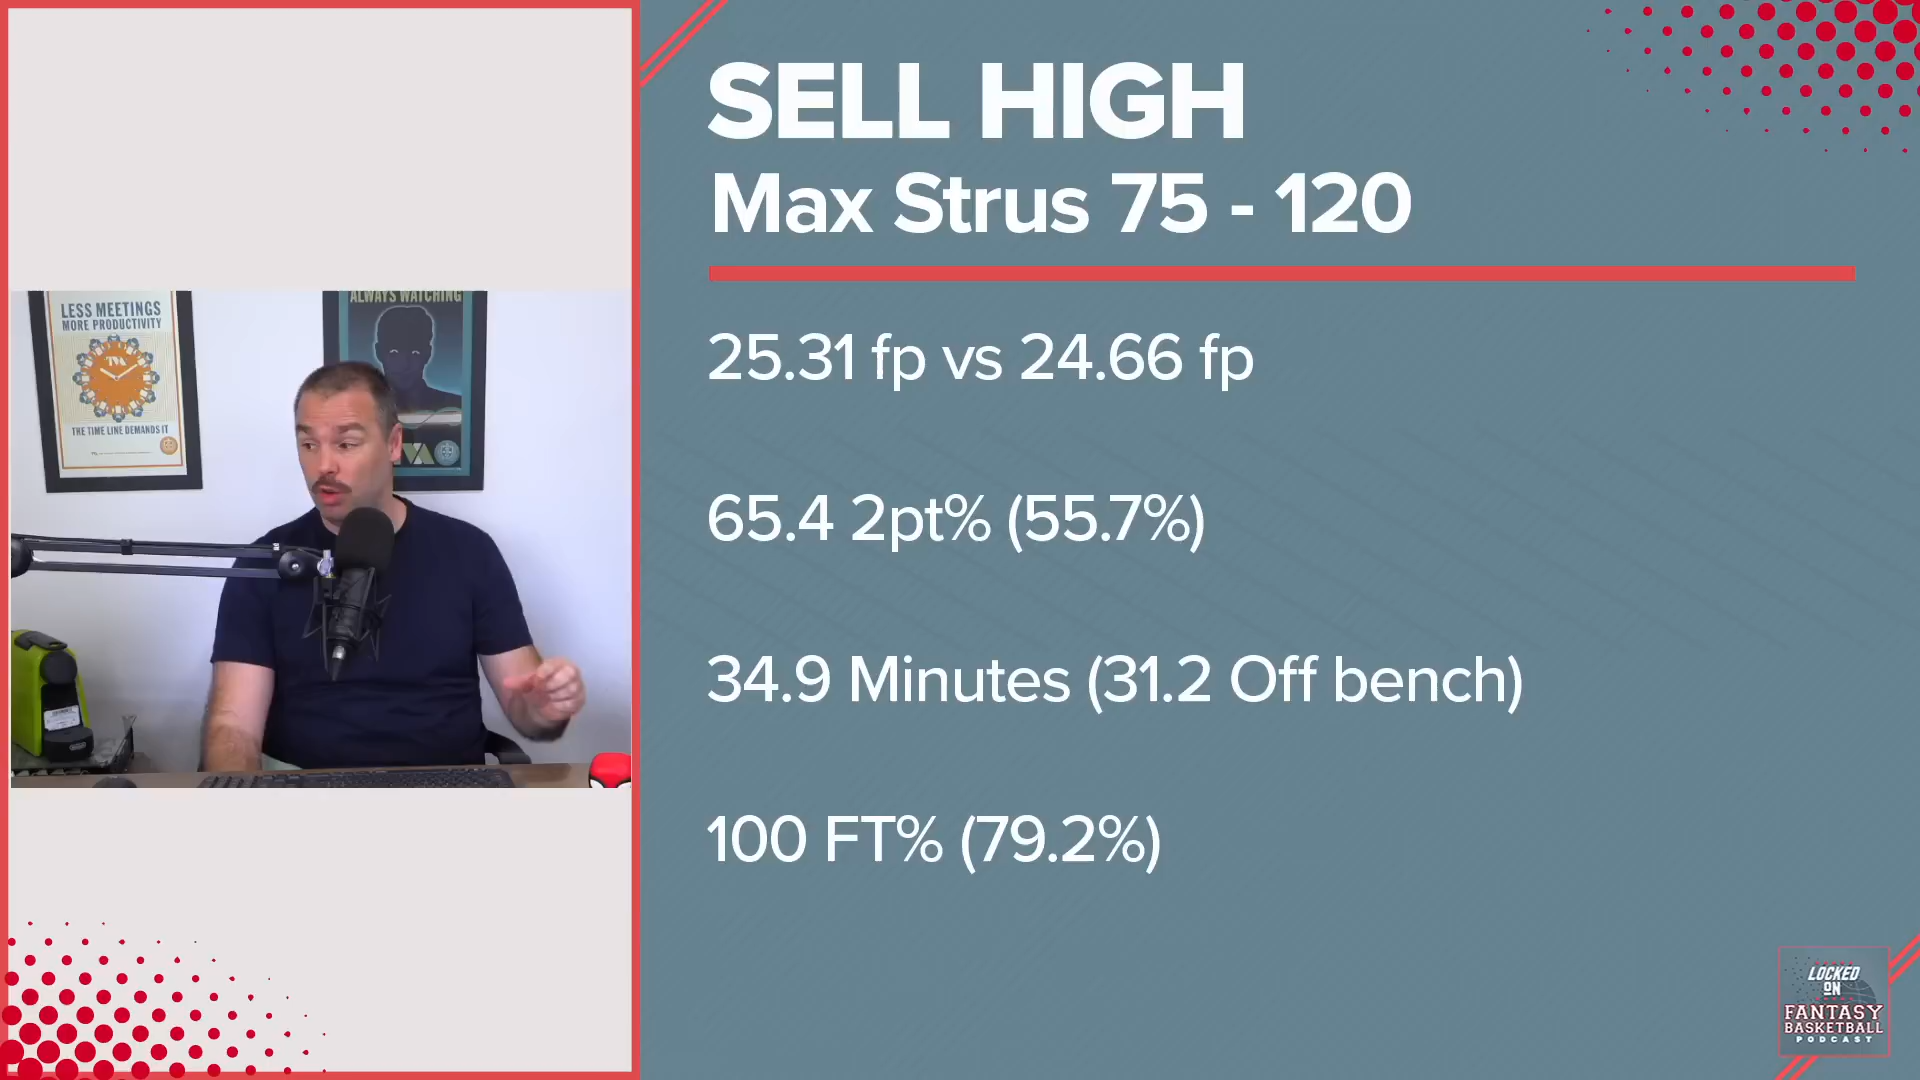 SELL HIGH
Max Strus 75 - 120
25.31 fp vs 24.66 fp
65.4 2pt% (55.7%)
34.9 Minutes (31.2 Off bench)
100 FT% (79.2%)
LESS MEETINGS
MORE PRODUCTIVITY
TVA
THE TIME LINE DEMANDS IT
ALWAYS WATCHING
TVA
LOCKED
ON
FANTASY
BASKETBALL
PODCAST